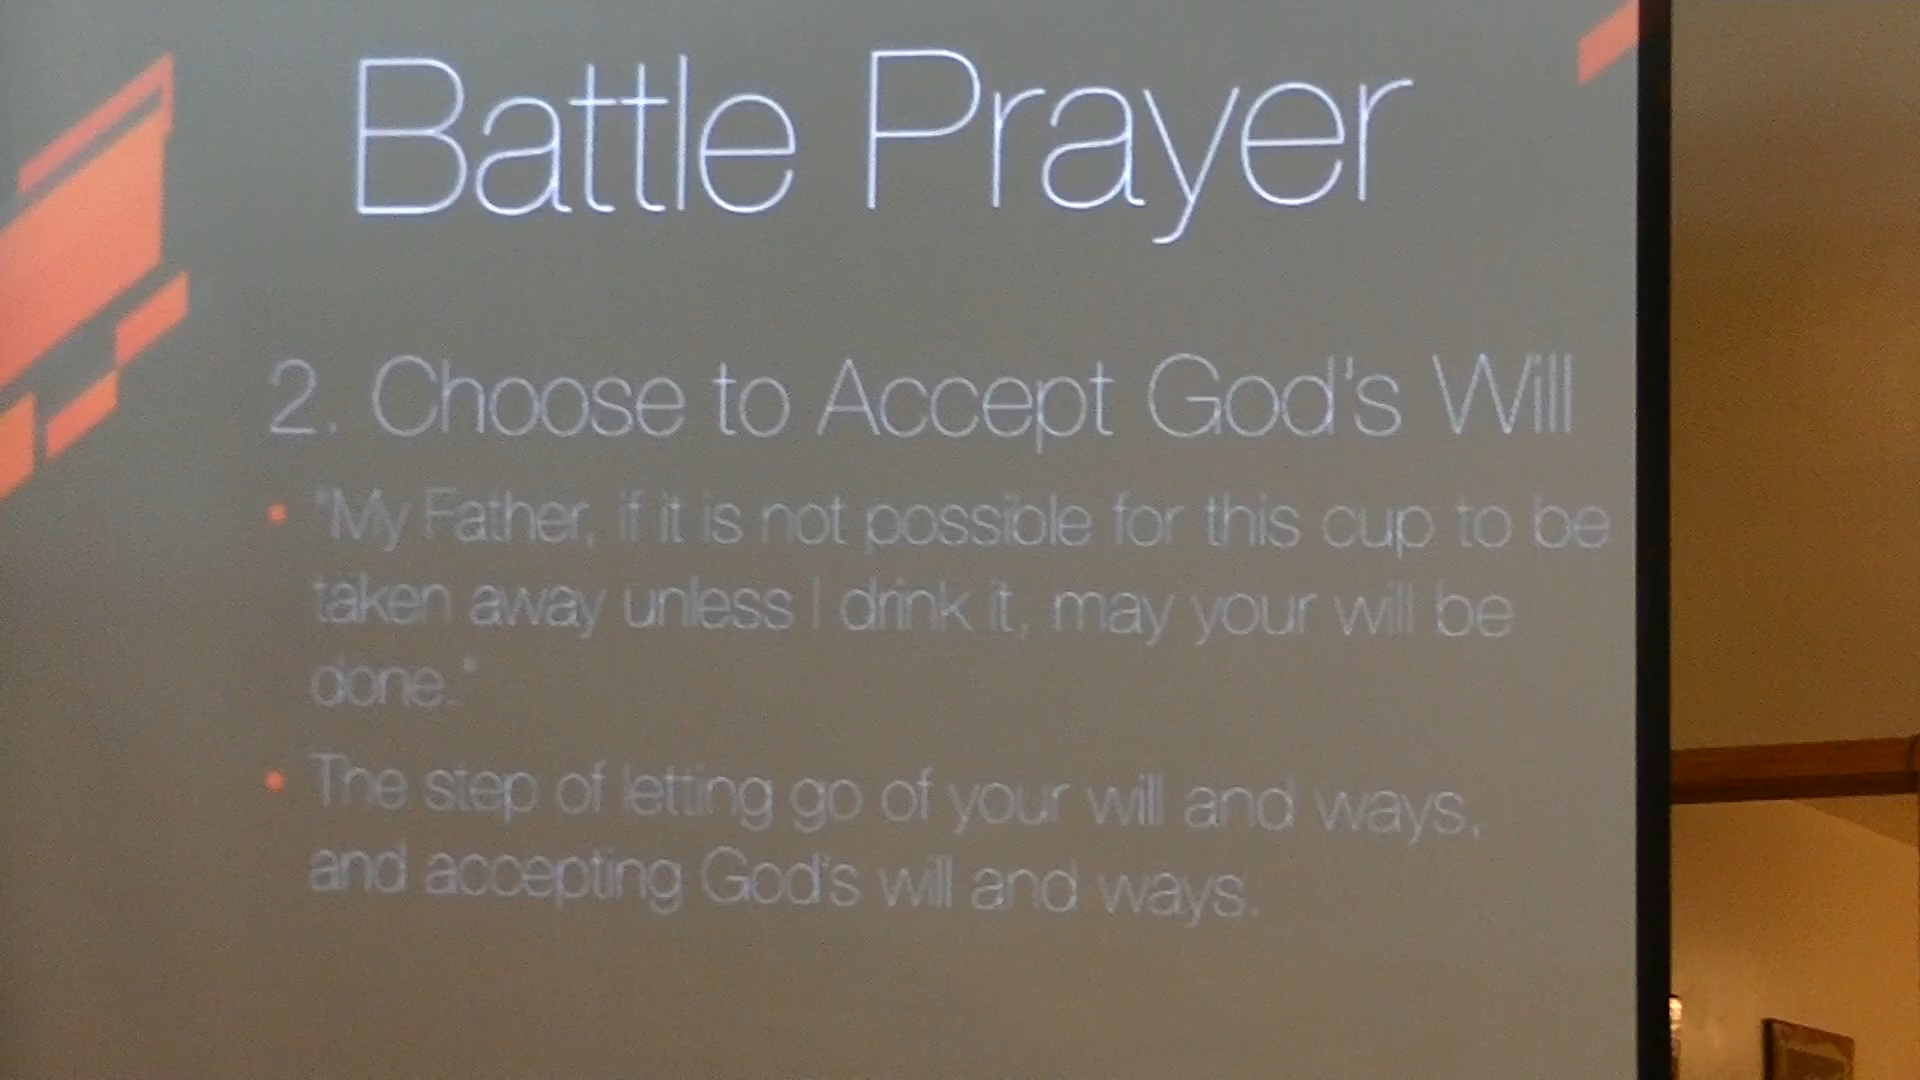 Battle Prayer
2. Choose to Accept God's Will
• "My Father, if it is not possible for this cup to be
taken away unless I drink it, may your will be
done."
• The step of letting go of your will and ways,
and accepting God's will and ways.